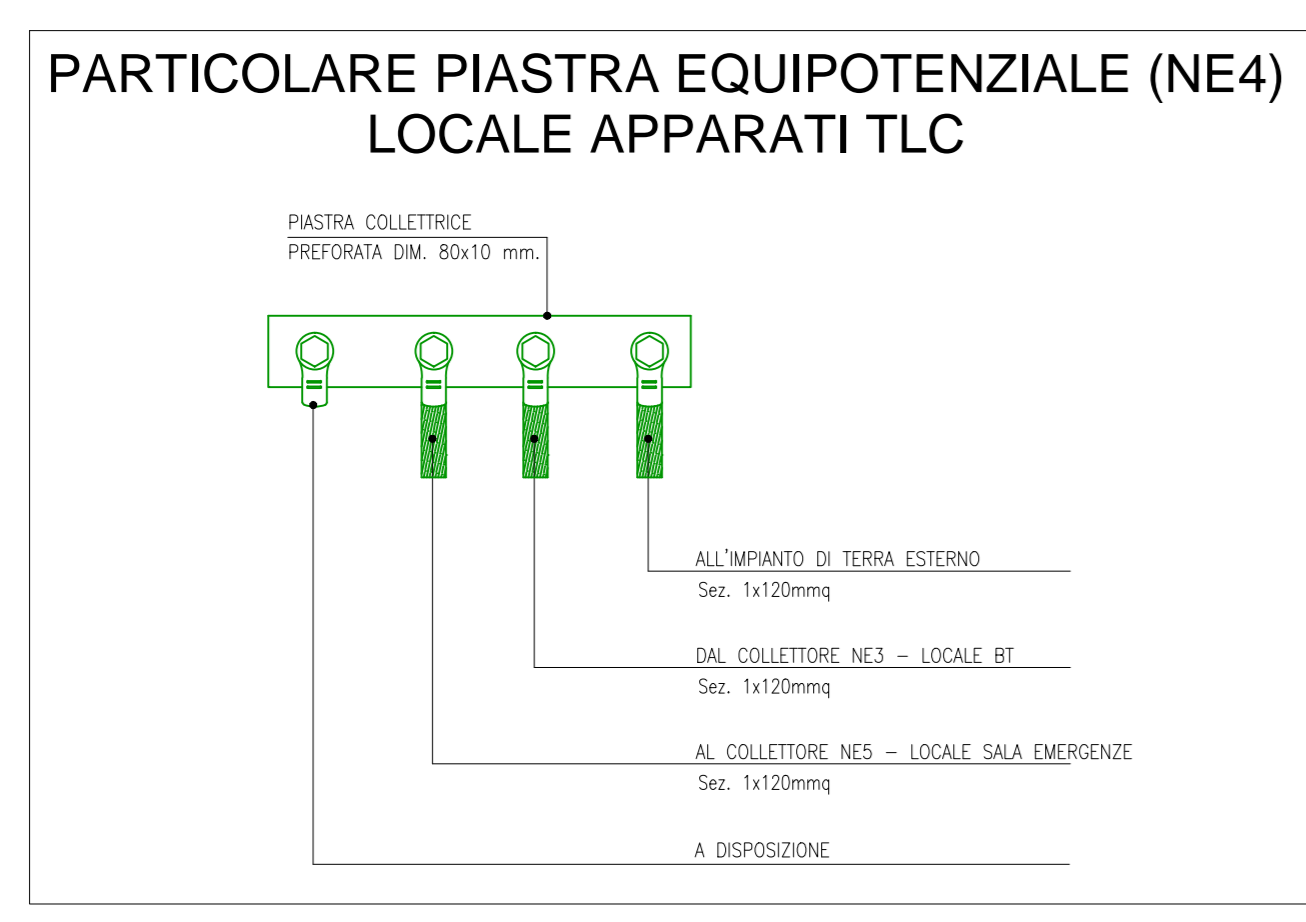 PARTICOLARE PIASTRA EQUIPOTENZIALE (NE4)
LOCALE APPARATI TLC
PIASTRA COLLETTRICE
PREFORATA DIM. 80x10 mm.
ALL'IMPIANTO DI TERRA ESTERNO
Sez. 1x120mmq
DAL COLLETTORE NE3 – LOCALE BT
Sez. 1x120mmq
AL COLLETTORE NE5 – LOCALE SALA EMERGENZE
Sez. 1x120mmq
A DISPOSIZIONE